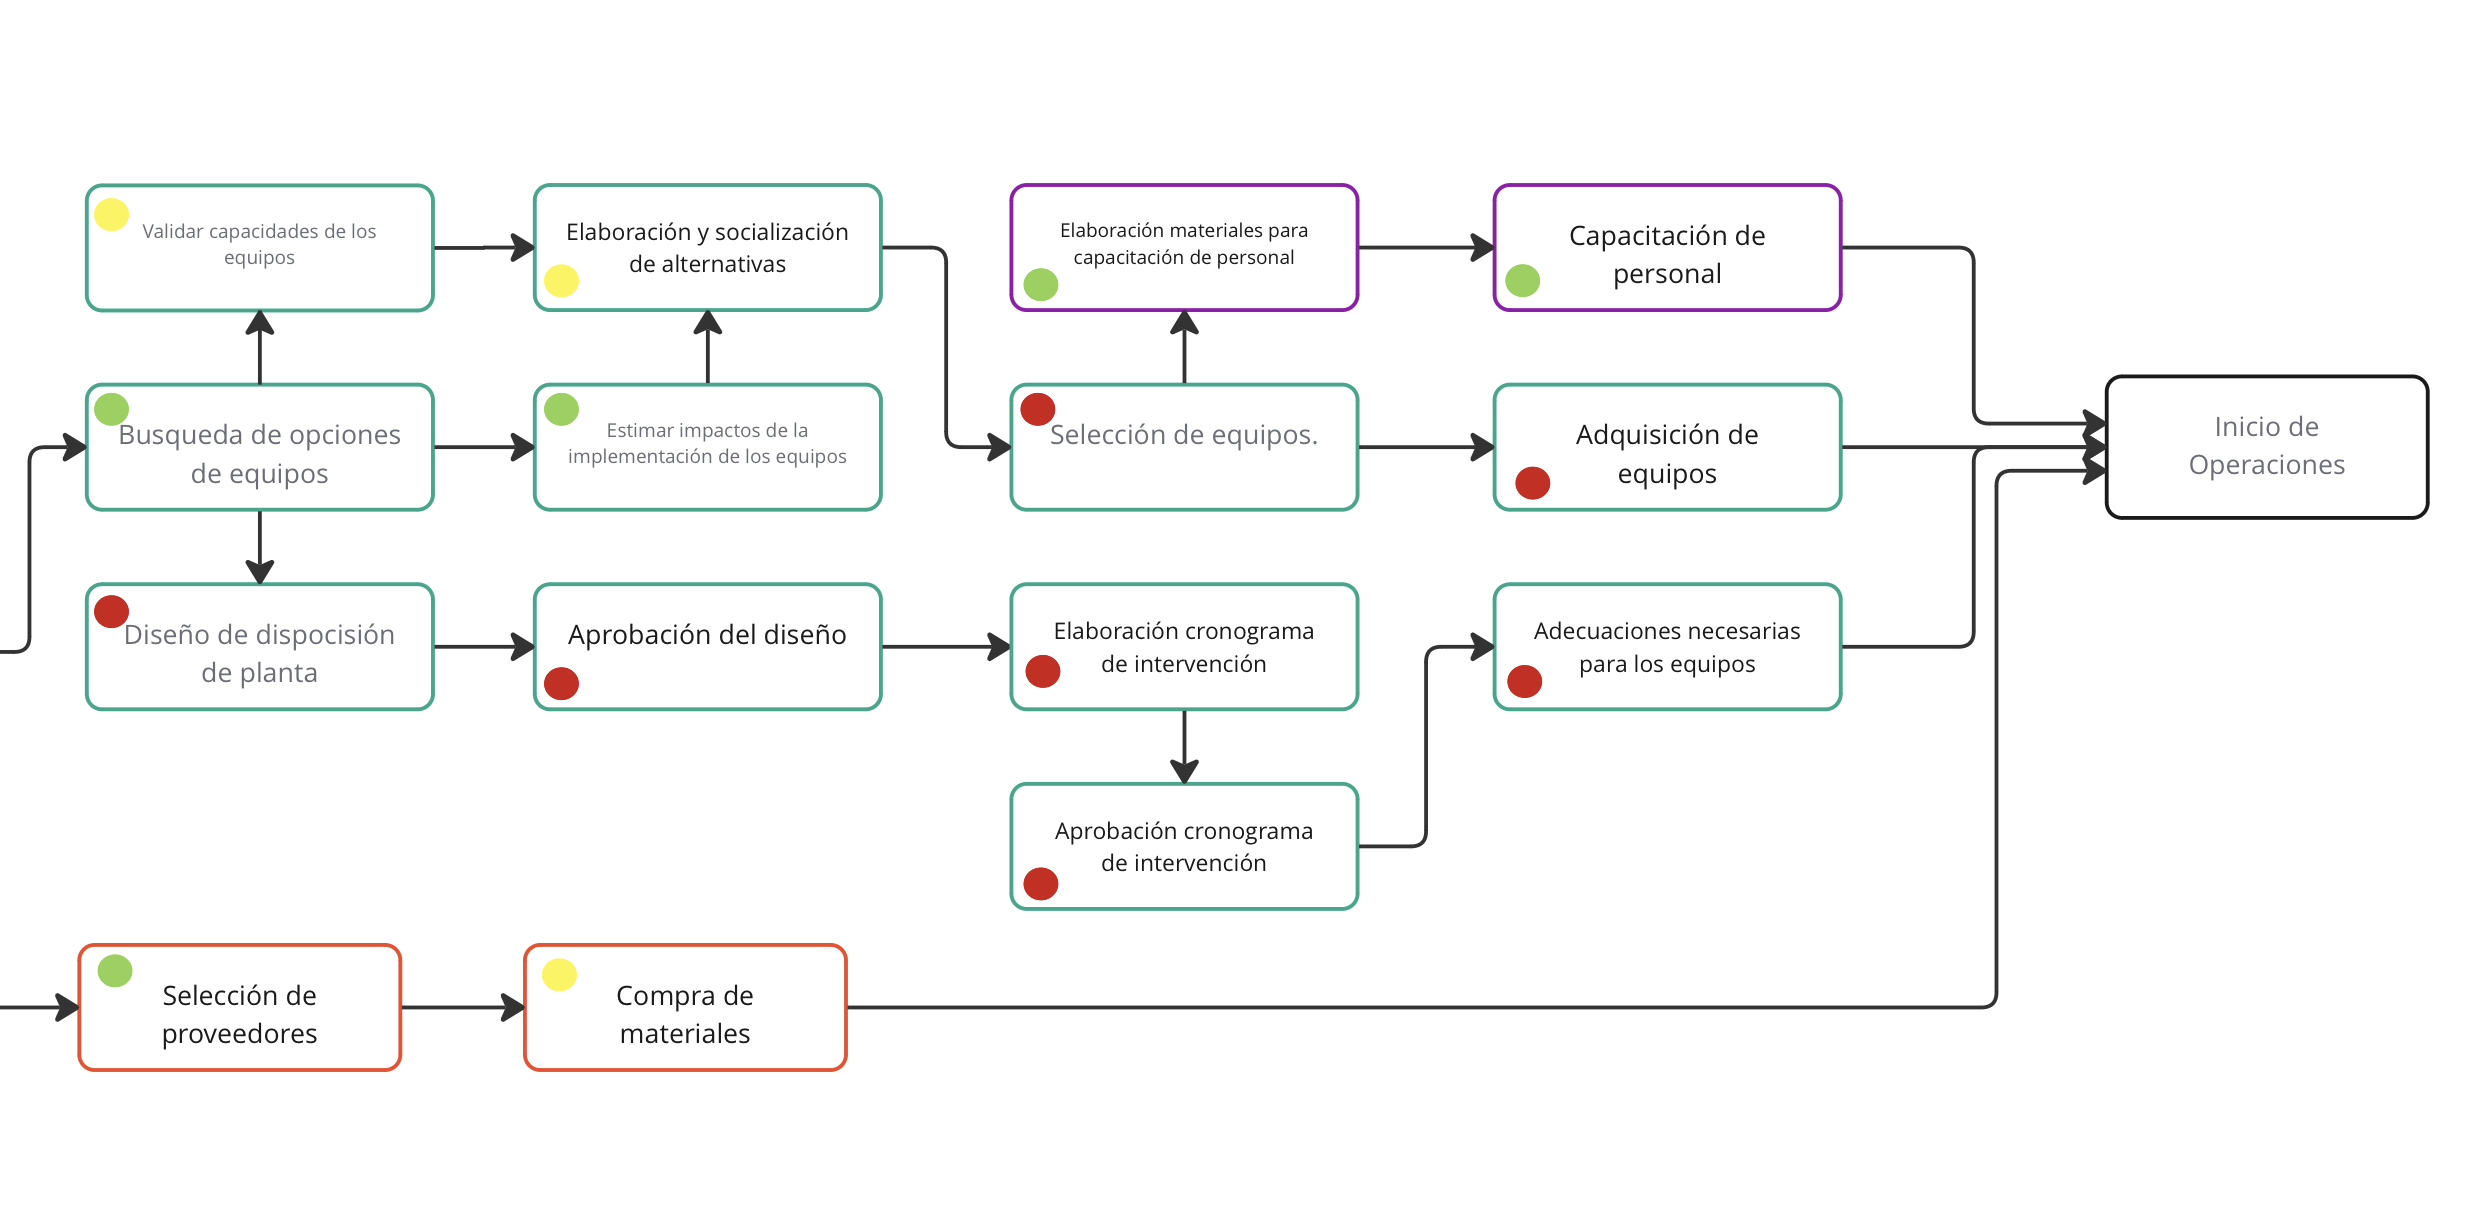 Validar capacidades de los
equipos
Elaboración y socialización
de alternativas
Elaboración materiales para
capacitación de personal
Capacitación de
personal
Busqueda de opciones
de equipos
Estimar impactos de la
implementación de los equipos
Selección de equipos.
Adquisición de
equipos
Inicio de
Operaciones
Diseño de dispocisión
de planta
Aprobación del diseño
Elaboración cronograma
de intervención
Adecuaciones necesarias
para los equipos
Aprobación cronograma
de intervención
Selección de
proveedores
Compra de
materiales